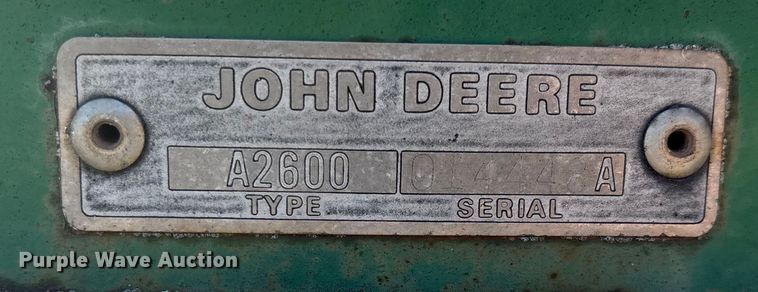 JOHN DEERE
A2600 A
TYPE SERIAL
Purple Wave Auction